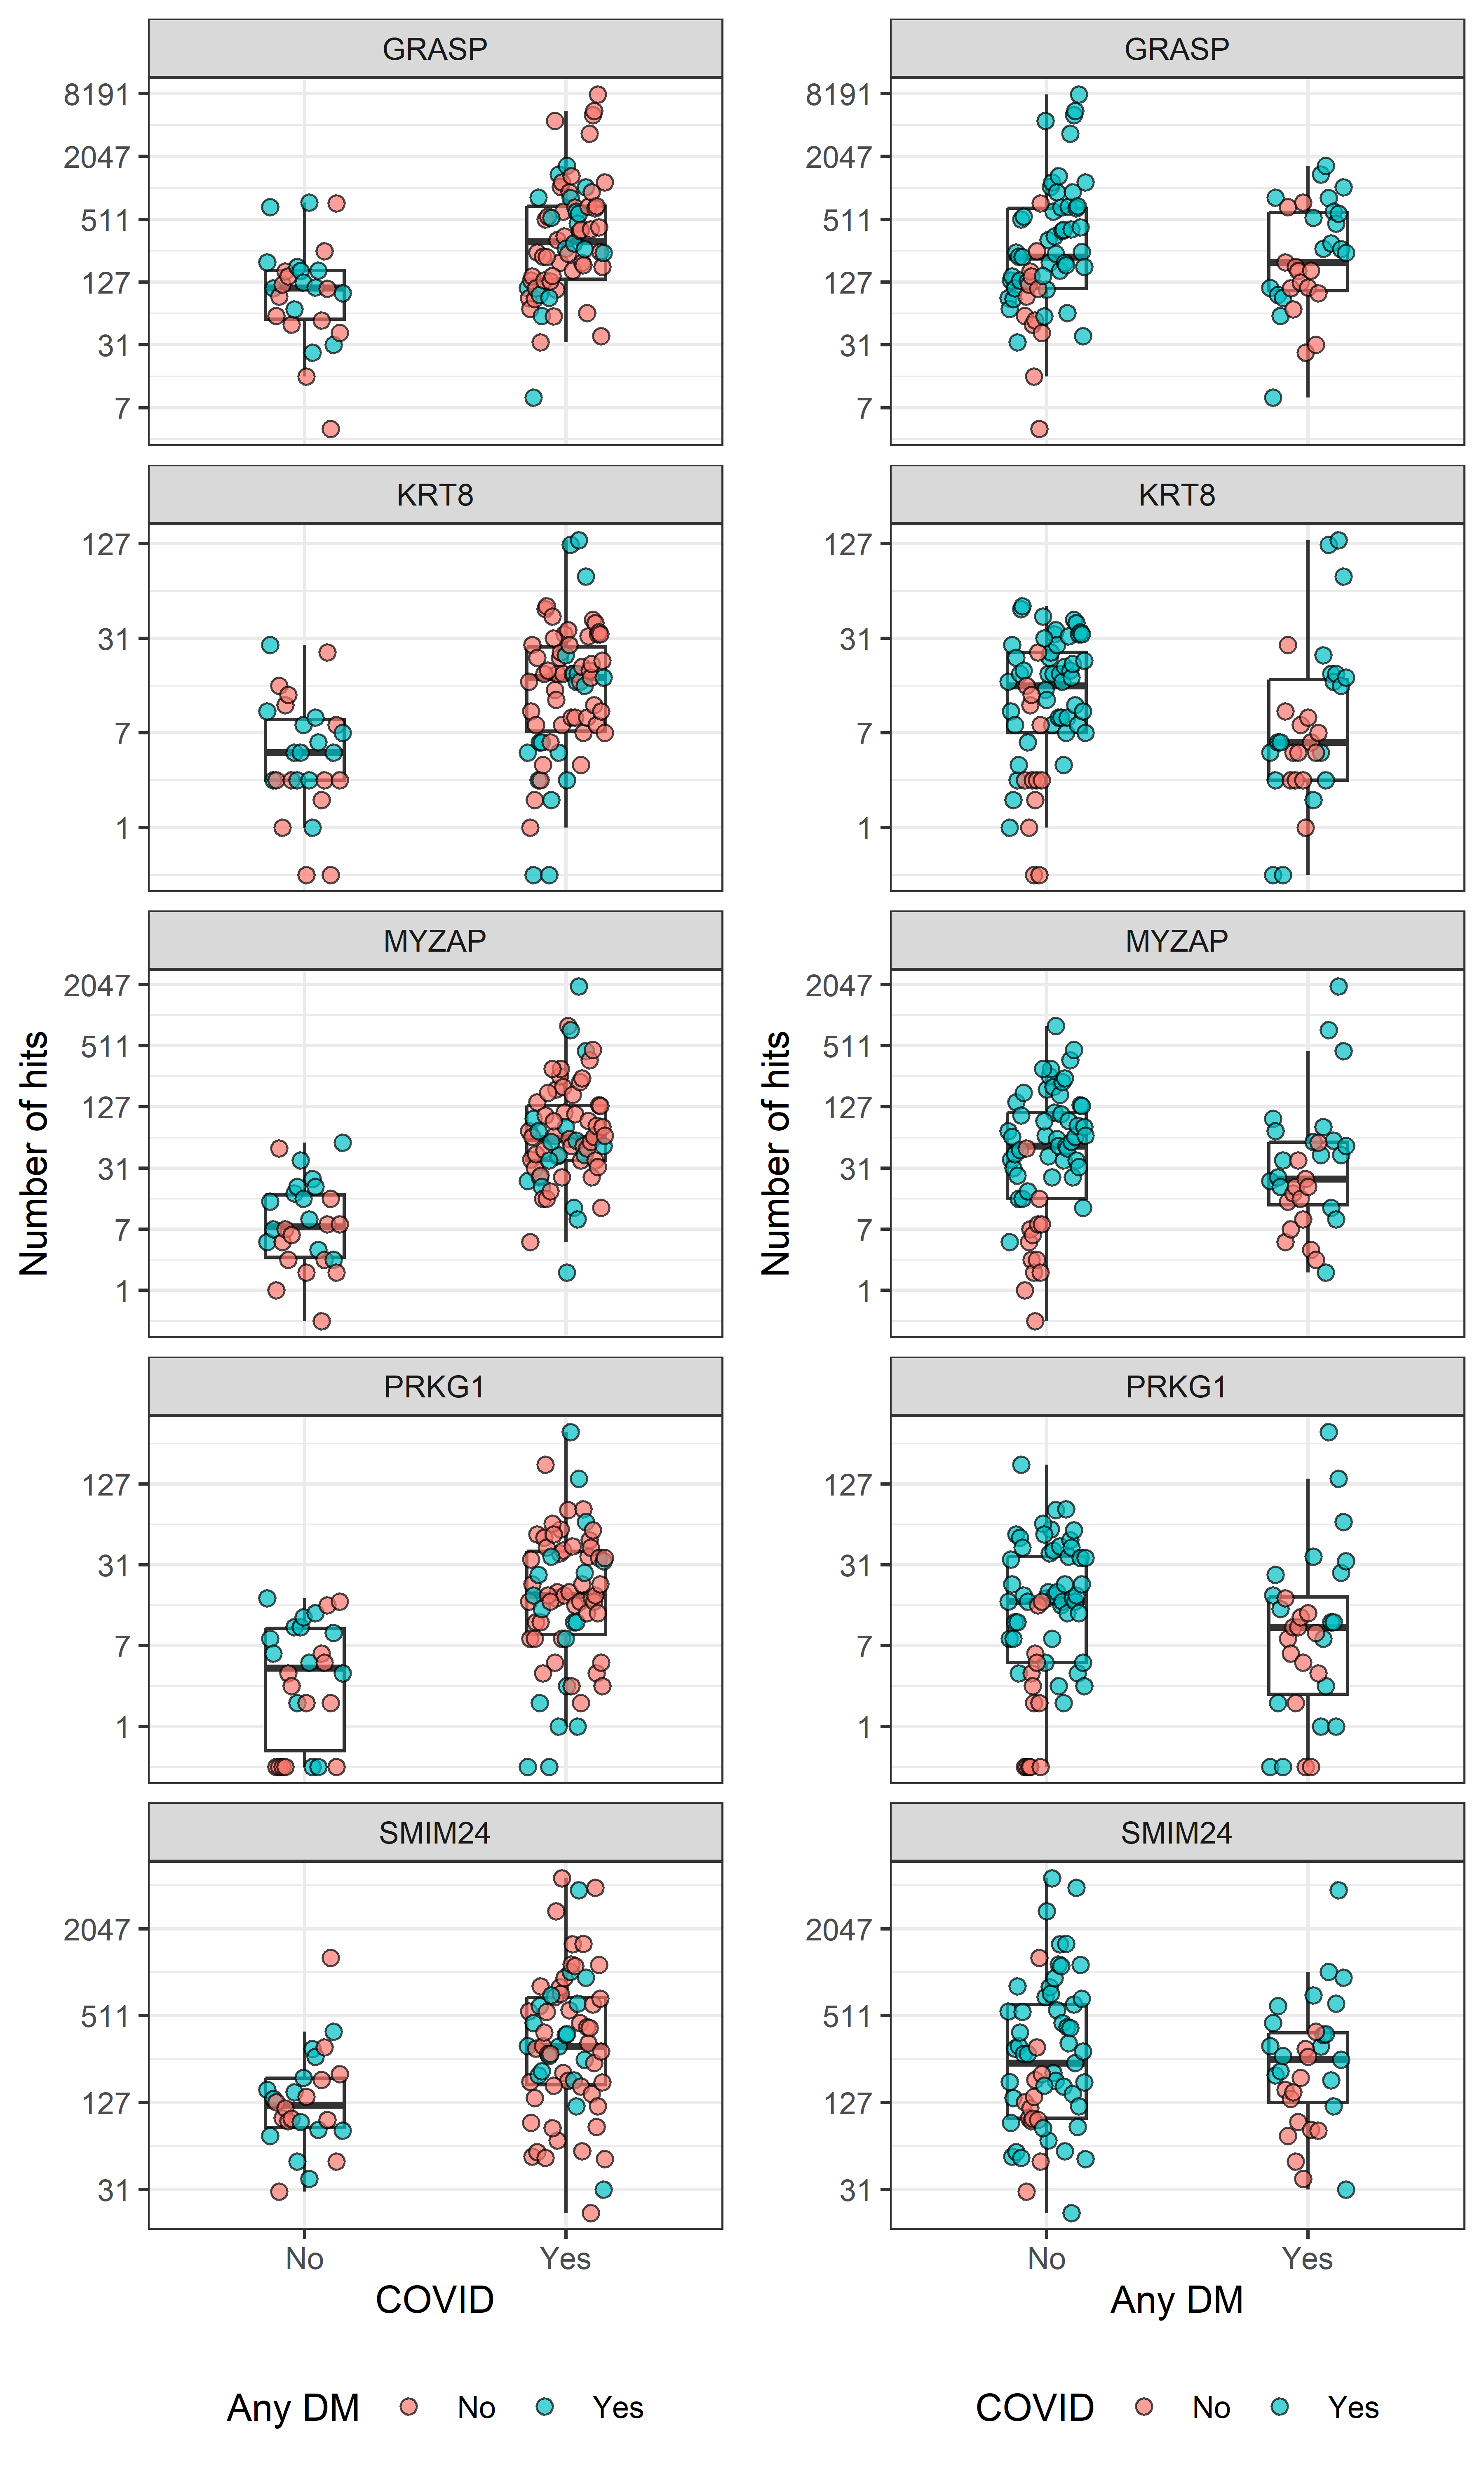 GRASP
8191
2047
511
127
31
7
KRT8
127
31
7
1
MYZAP
2047
511
127
31
7
1
PRKG1
127
31
7
1
SMIM24
2047
511
127
31
Number of hits
No Yes
COVID
Any DM No Yes
GRASP
8191
2047
511
127
31
7
KRT8
127
31
7
1
MYZAP
2047
511
127
31
7
1
PRKG1
127
31
7
1
SMIM24
2047
511
127
31
Number of hits
No Yes
Any DM
COVID No Yes